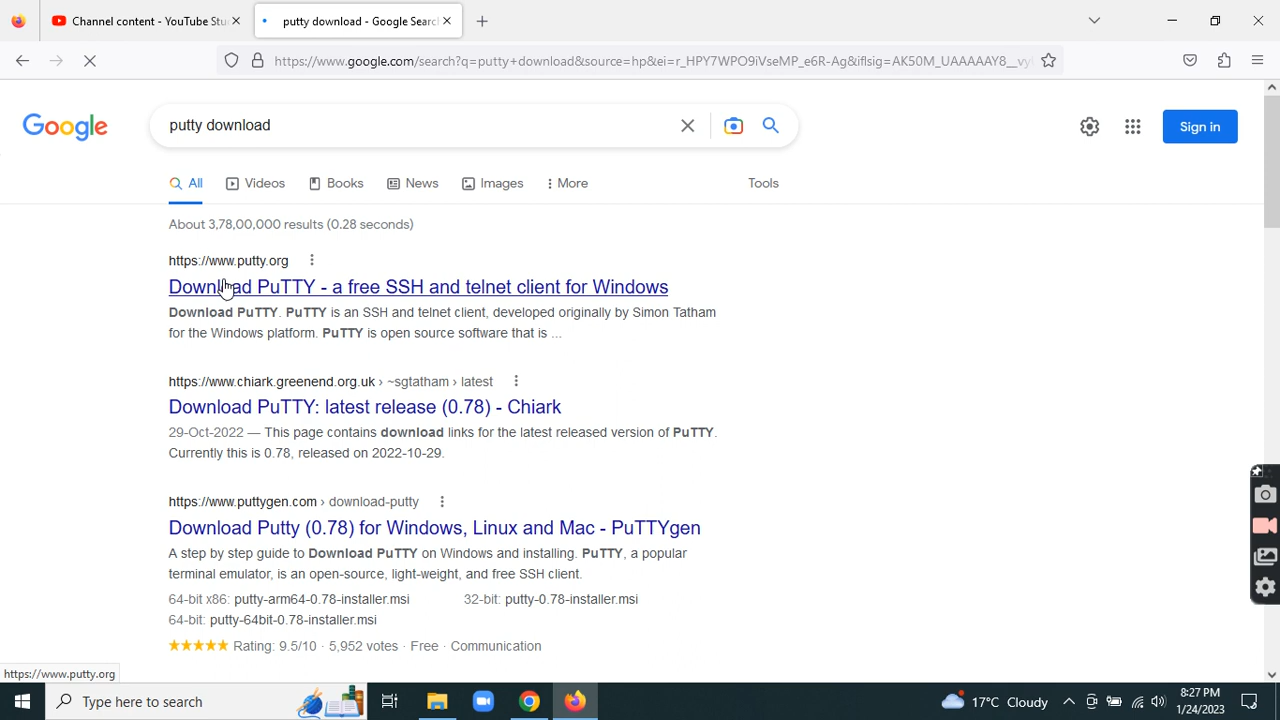 Channel content - YouTube Stu
putty download - Google Searc
https://www.google.com/search?q=putty+download&source=hp&ei=r_HPY7WPO9iVseMP_e6R-Ag&iflsig=AK50M_UAAAAAY8__vyl
Google
putty download
Sign in
All
Videos
Books
News
Images
More
Tools
About 3,78,00,000 results (0.28 seconds)
https://www.putty.org
Download PuTTY - a free SSH and telnet client for Windows
Download PuTTY. PuTTY is an SSH and telnet client, developed originally by Simon Tatham
for the Windows platform. PuTTY is open source software that is ...
https://www.chiark.greenend.org.uk › ~sgtatham › latest
Download PuTTY: latest release (0.78) - Chiark
29-Oct-2022 — This page contains download links for the latest released version of PuTTY.
Currently this is 0.78, released on 2022-10-29.
https://www.puttygen.com › download-putty
Download Putty (0.78) for Windows, Linux and Mac - PuTTYgen
A step by step guide to Download PuTTY on Windows and installing. PuTTY, a popular
terminal emulator, is an open-source, light-weight, and free SSH client.
64-bit x86: putty-arm64-0.78-installer.msi 32-bit: putty-0.78-installer.msi
64-bit: putty-64bit-0.78-installer.msi
Rating: 9.5/10 · 5,952 votes · Free · Communication
https://www.putty.org
Type here to search
17°C Cloudy
8:27 PM
1/24/2023